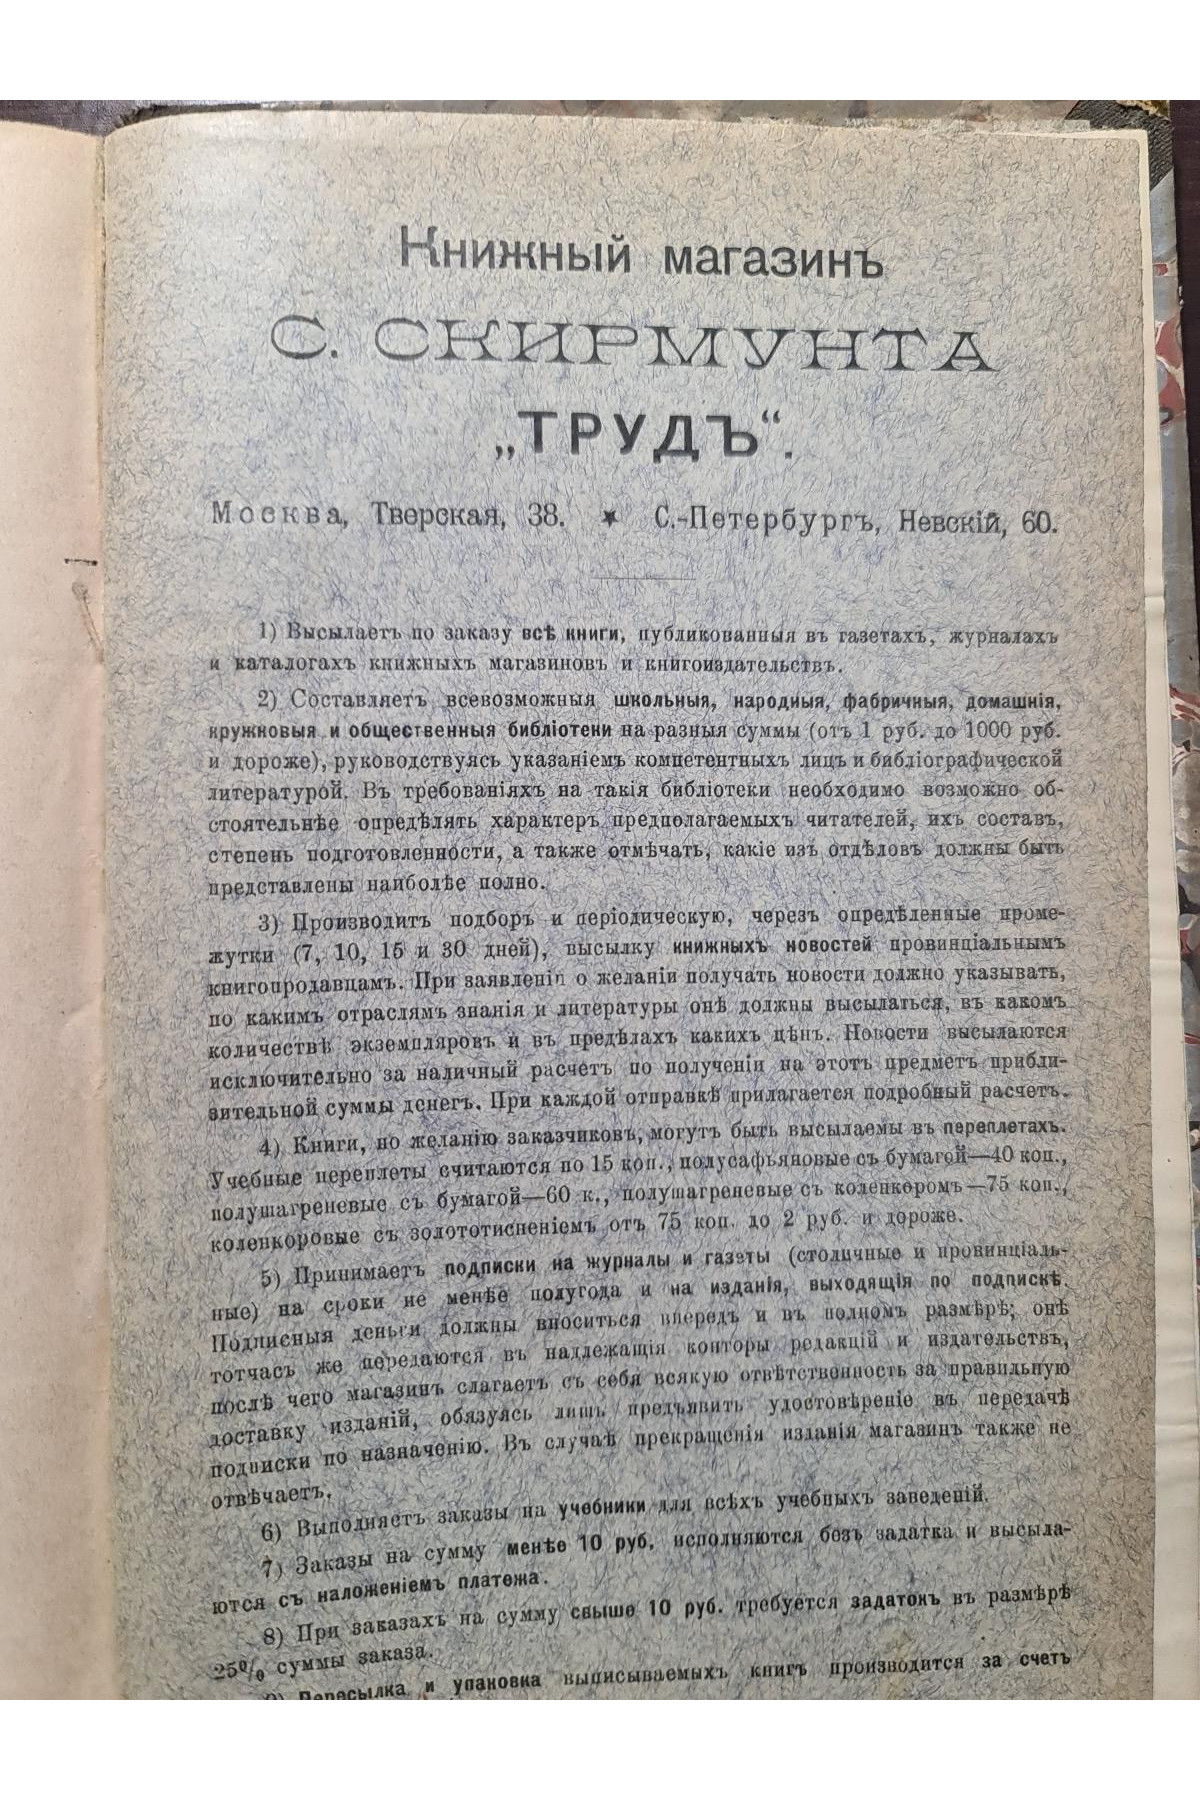 Книжный магазинъ
С. СКИРМУНТА
„ТРУДЪ“.
Москва, Тверская, 38. ★ С.-Петербургъ, Невскій, 60.
1) Высылаетъ по заказу всѣ книги, публикованныя въ газетахъ, журналахъ
и каталогахъ книжныхъ магазиновъ и книгоиздательствъ.
2) Составляетъ всевозможныя школьныя, народныя, фабричныя, домашнія,
кружковыя и общественныя библіотеки на разныя суммы (отъ 1 руб. до 1000 руб.
и дороже), руководствуясь указаніемъ компетентныхъ лицъ и библіографической
литературой. Въ требованіяхъ на такія библіотеки необходимо возможно об-
стоятельнѣе опредѣлять характеръ предполагаемыхъ читателей, ихъ составъ,
степень подготовленности, а также отмѣчать, какіе изъ отдѣловъ должны быть
представлены наиболѣе полно.
3) Производитъ подборъ и періодическую, черезъ опредѣленные проме-
жутки (7, 10, 15 и 30 дней), высылку книжныхъ новостей провинціальнымъ
книгопродавцамъ. При заявленіи о желаніи получать новости должно указывать,
по какимъ отраслямъ знанія и литературы онѣ должны высылаться, въ какомъ
количествѣ экземпляровъ и въ предѣлахъ какихъ цѣнъ. Новости высылаются
исключительно за наличный расчетъ по полученіи на этотъ предметъ прибли-
зительной суммы денегъ. При каждой отправкѣ прилагается подробный расчетъ.
4) Книги, по желанію заказчиковъ, могутъ быть высылаемы въ переплетахъ.
Учебные переплеты считаются по 15 коп., полусафьяновые съ бумагой—40 коп.,
полушагреневые съ бумагой—60 к., полушагреневые съ коленкоромъ—75 коп.,
коленкоровые съ золототисненіемъ отъ 75 коп. до 2 руб. и дороже.
5) Принимаетъ подписки на журналы и газеты (столичные и провинціаль-
ные) на сроки не менѣе полугода и на изданія, выходящія по подпискѣ.
Подписныя деньги должны вноситься впередъ и въ полномъ размѣрѣ; онѣ
тотчасъ же передаются въ надлежащія конторы редакцій и издательствъ,
послѣ чего магазинъ слагаетъ съ себя всякую отвѣтственность за правильную
доставку изданій, обязуясь лишь предъявить удостовѣреніе въ передачѣ
подписки по назначенію. Въ случаѣ прекращенія изданія магазинъ также не
отвѣчаетъ.
6) Выполняетъ заказы на учебники для всѣхъ учебныхъ заведеній.
7) Заказы на сумму менѣе 10 руб. исполняются безъ задатка и высыла-
ются съ наложеніемъ платежа.
8) При заказахъ на сумму свыше 10 руб. требуется задатокъ въ размѣрѣ
25% суммы заказа.
9) Пересылка и упаковка выписываемыхъ книгъ производится за счетъ